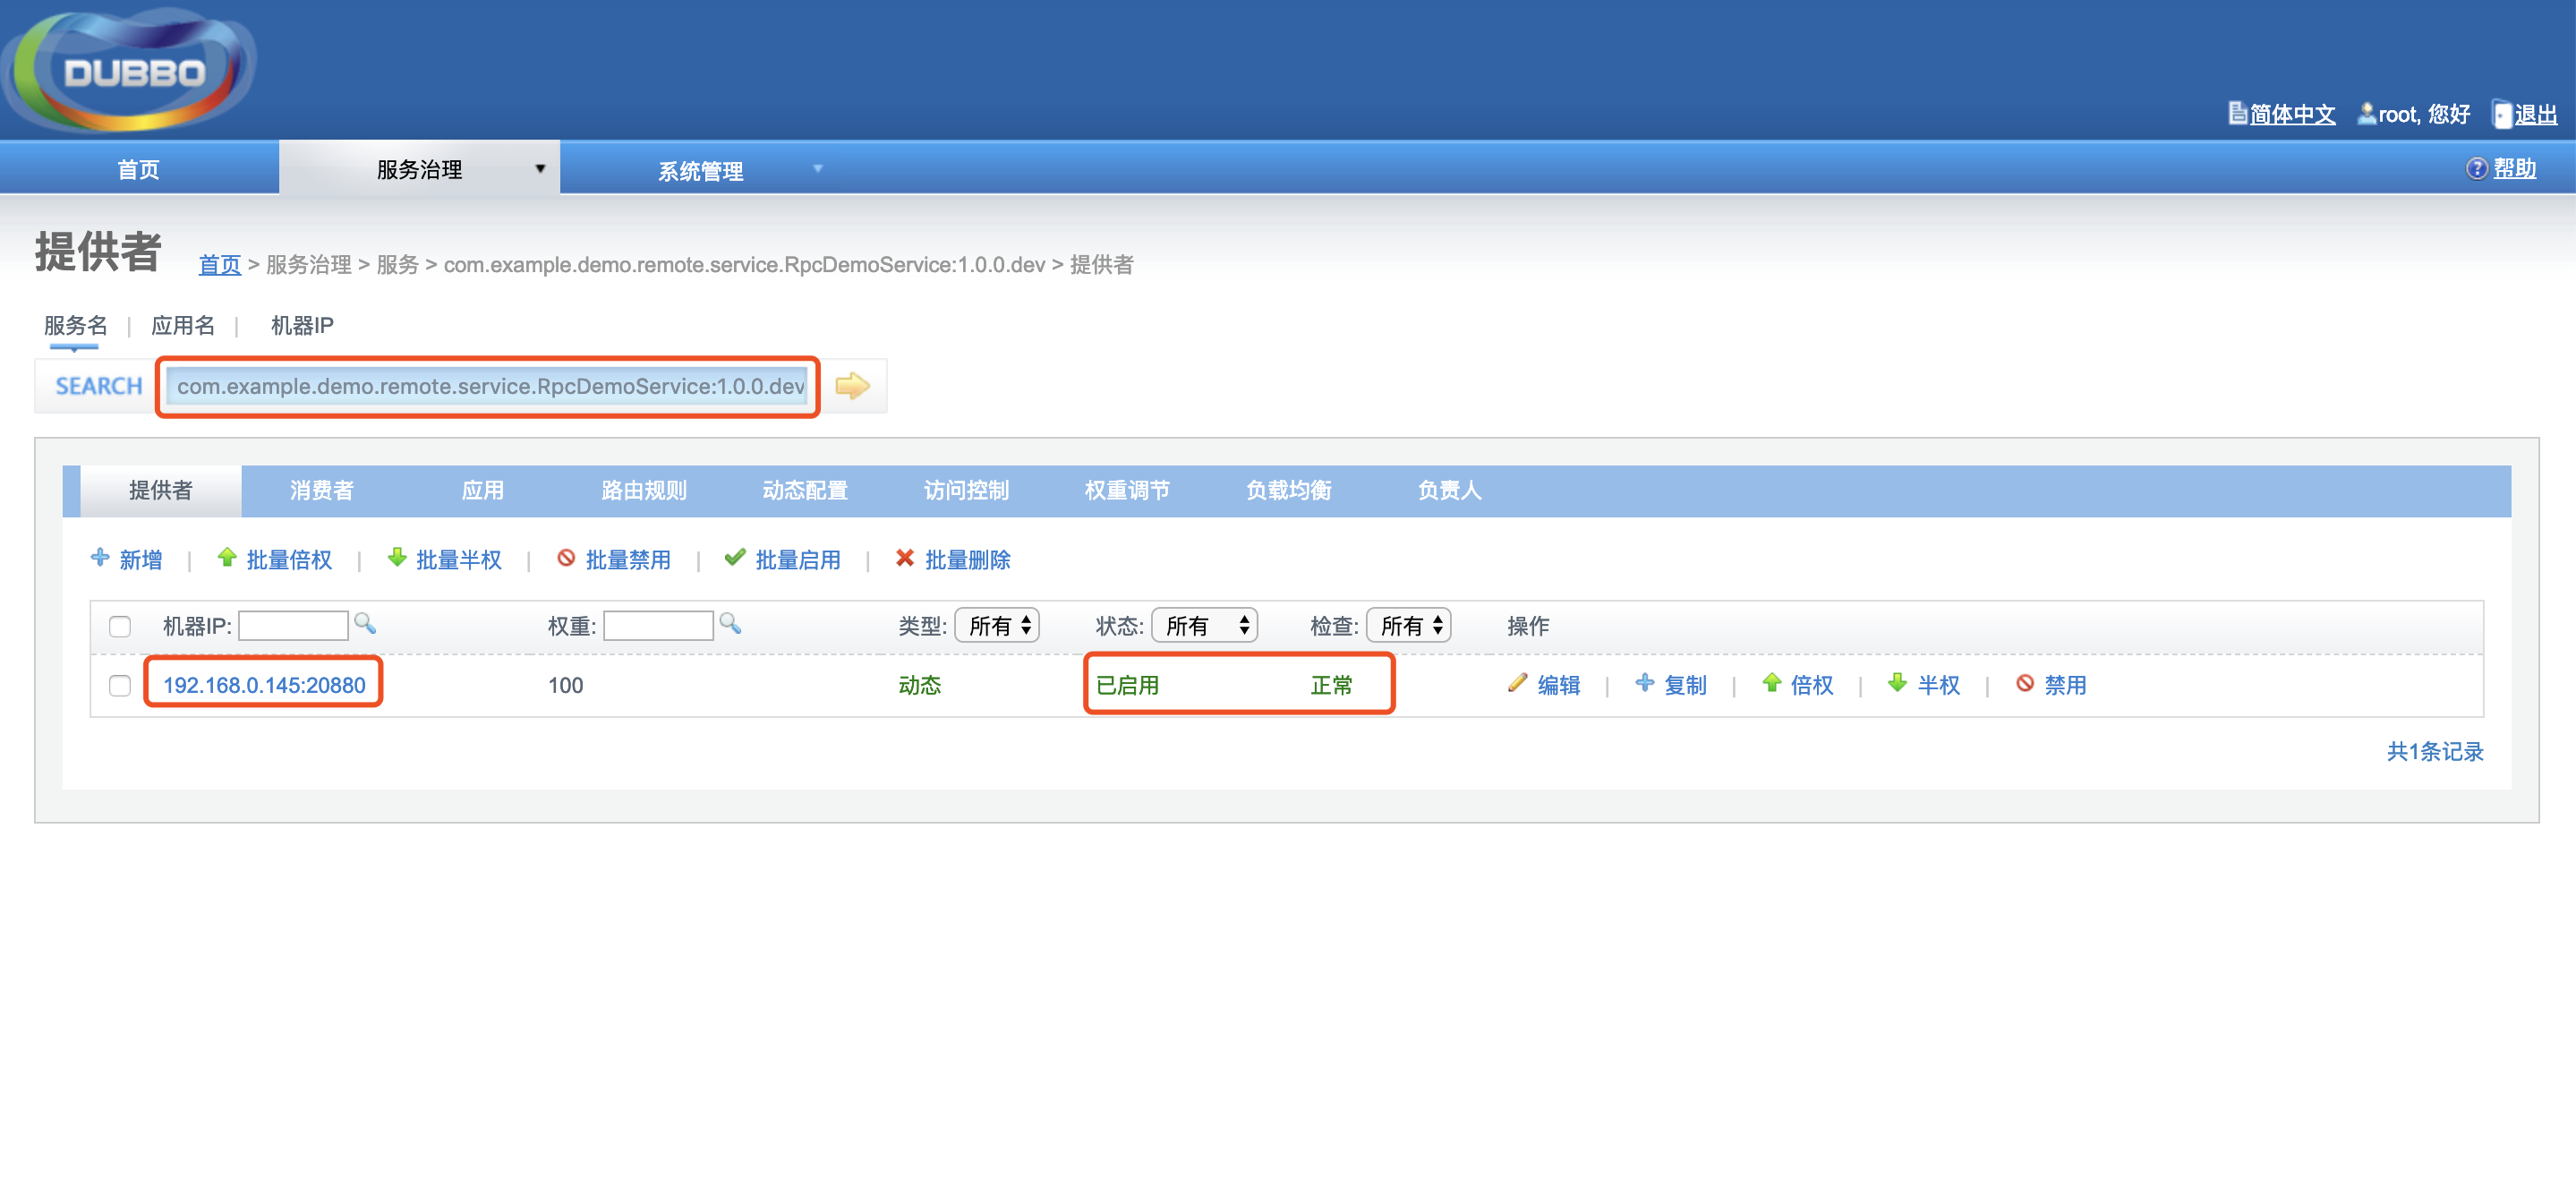 DUBBO
简体中文 root, 您好 退出
首页 服务治理 系统管理 帮助
提供者 首页 > 服务治理 > 服务 > com.example.demo.remote.service.RpcDemoService:1.0.0.dev > 提供者
服务名 | 应用名 | 机器IP
SEARCH com.example.demo.remote.service.RpcDemoService:1.0.0.dev
提供者 消费者 应用 路由规则 动态配置 访问控制 权重调节 负载均衡 负责人
新增 | 批量倍权 | 批量半权 | 批量禁用 | 批量启用 | 批量删除
机器IP: 权重: 类型: 所有 状态: 所有 检查: 所有 操作
192.168.0.145:20880 100 动态 已启用 正常 编辑 | 复制 | 倍权 | 半权 | 禁用
共1条记录